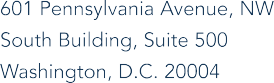 601 Pennsylvania Avenue, NW
South Building, Suite 500
Washington, D.C. 20004